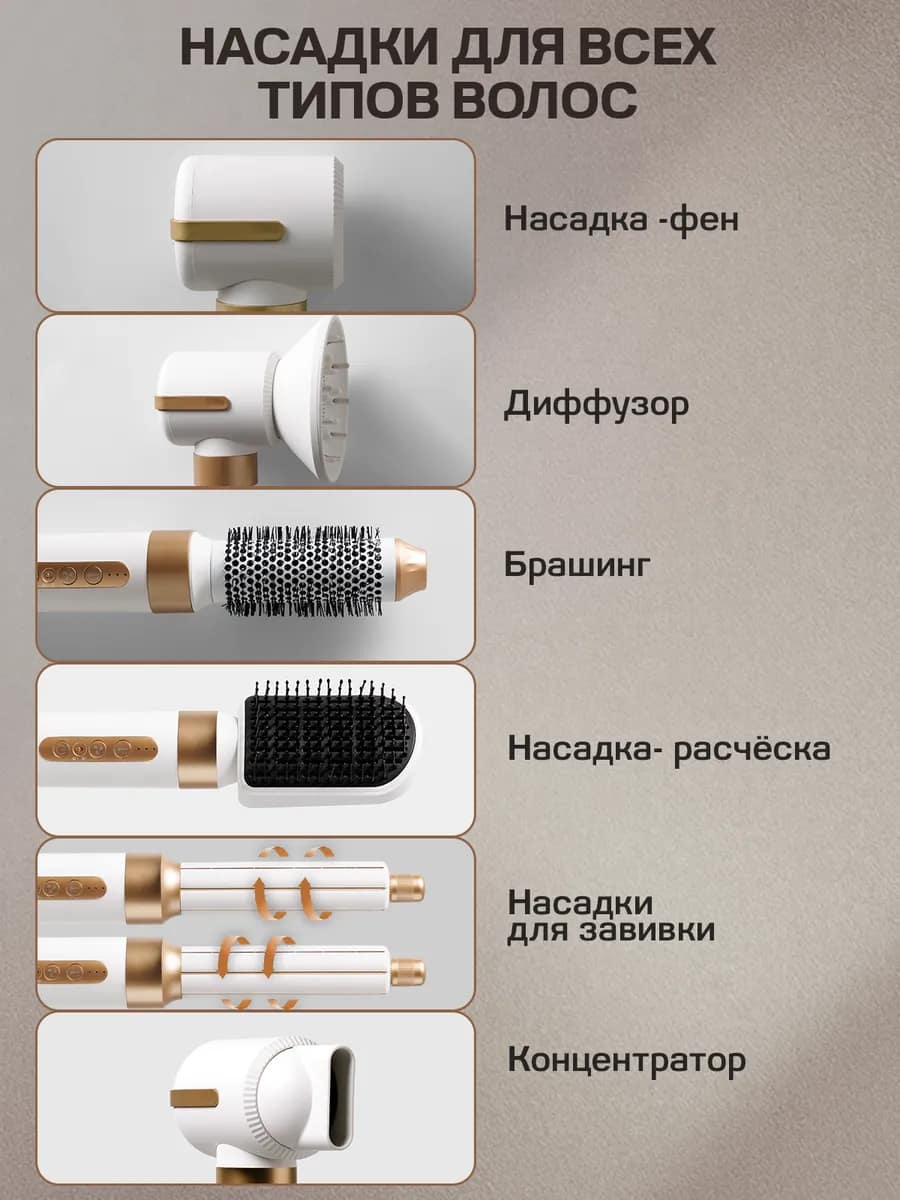 НАСАДКИ ДЛЯ ВСЕХ
ТИПОВ ВОЛОС
Насадка -фен
Диффузор
Брашинг
Насадка- расчёска
Насадки
для завивки
Концентратор